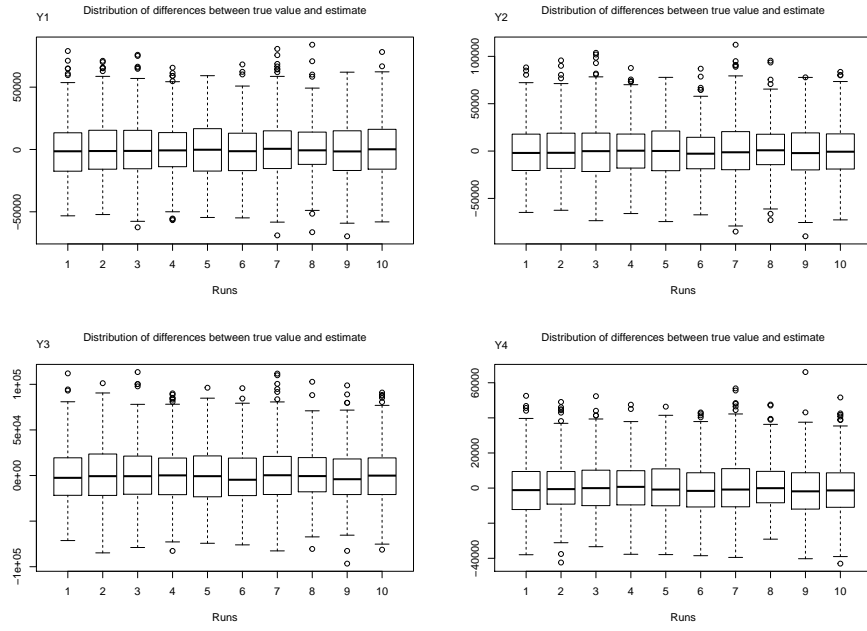 Distribution of differences between true value and estimate
Y1
50000
0
−50000
1 2 3 4 5 6 7 8 9 10
Runs
Distribution of differences between true value and estimate
Y2
100000
50000
0
−50000
1 2 3 4 5 6 7 8 9 10
Runs
Distribution of differences between true value and estimate
Y3
1e+05
5e+04
0e+00
−1e+05
1 2 3 4 5 6 7 8 9 10
Runs
Distribution of differences between true value and estimate
Y4
60000
40000
20000
0
−40000
1 2 3 4 5 6 7 8 9 10
Runs